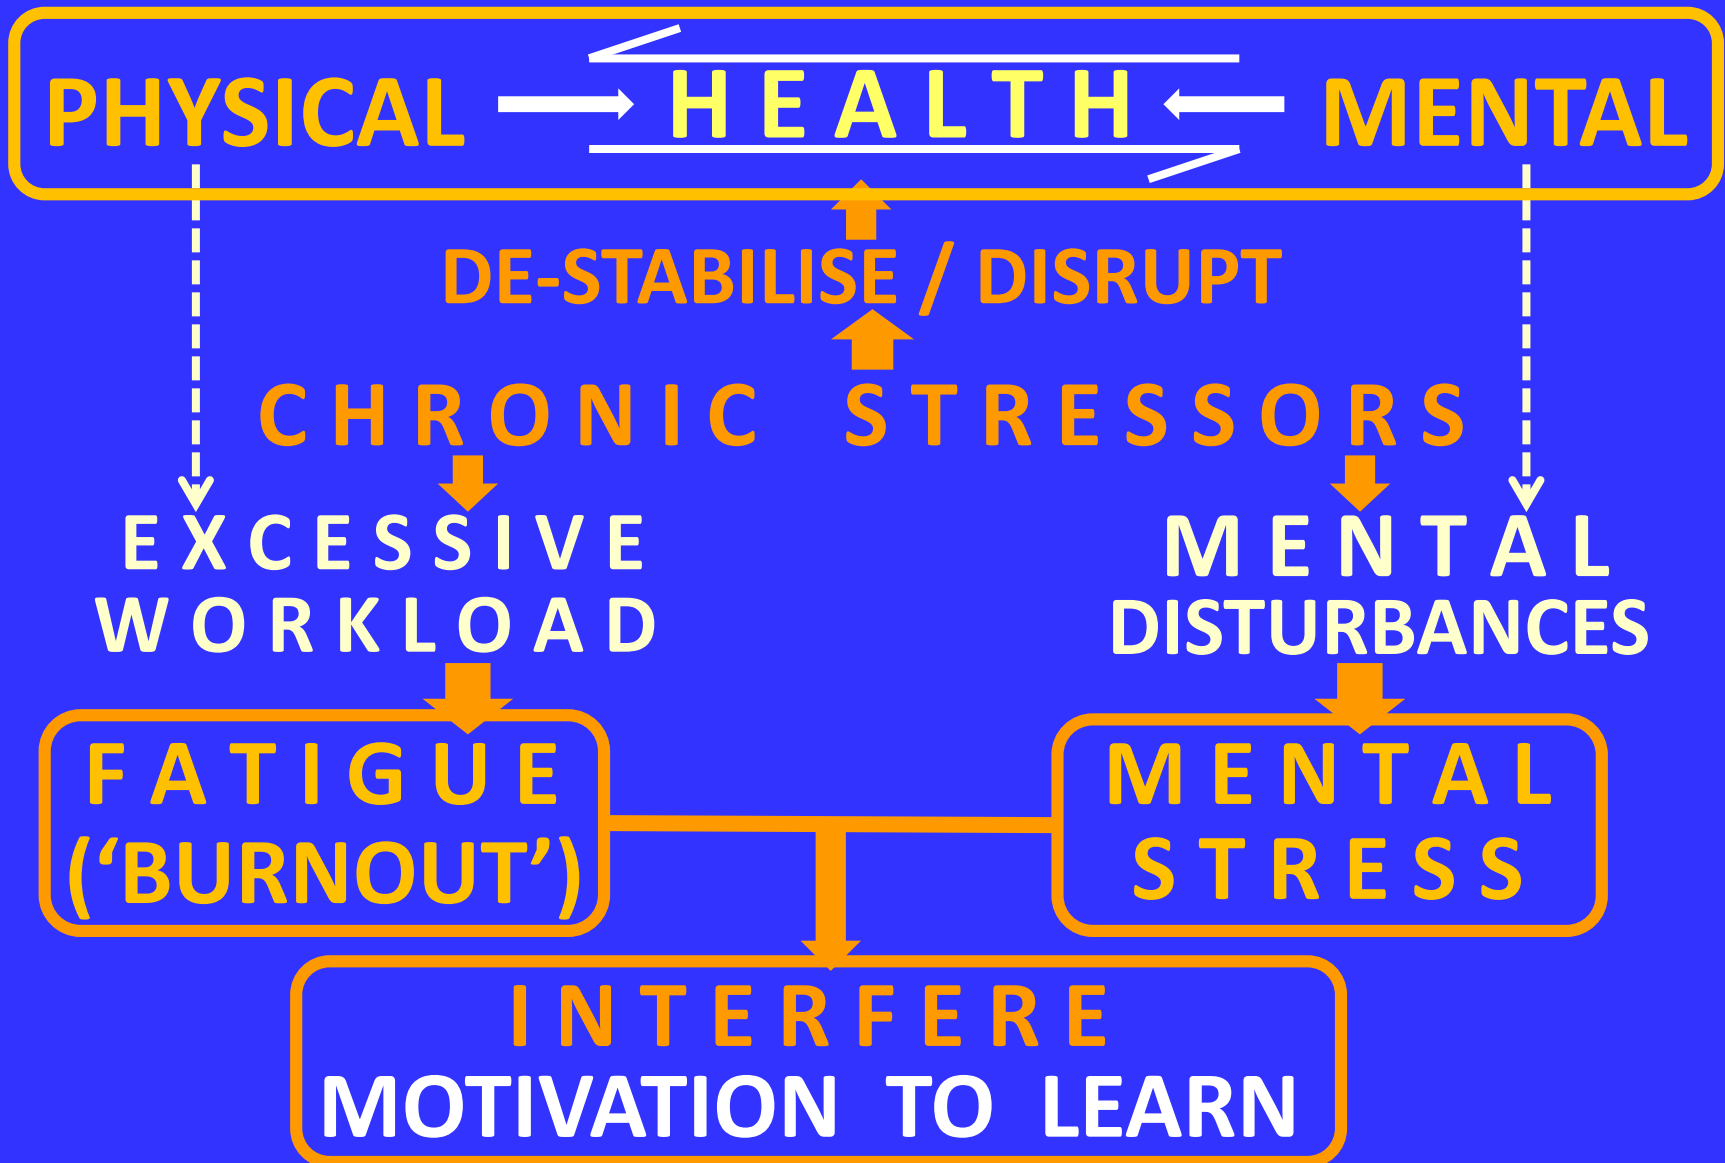 PHYSICAL HEALTH MENTAL
DE-STABILISE / DISRUPT
CHRONIC STRESSORS
EXCESSIVE
WORKLOAD
MENTAL
DISTURBANCES
FATIGUE
(‘BURNOUT’)
MENTAL
STRESS
INTERFERE
MOTIVATION TO LEARN